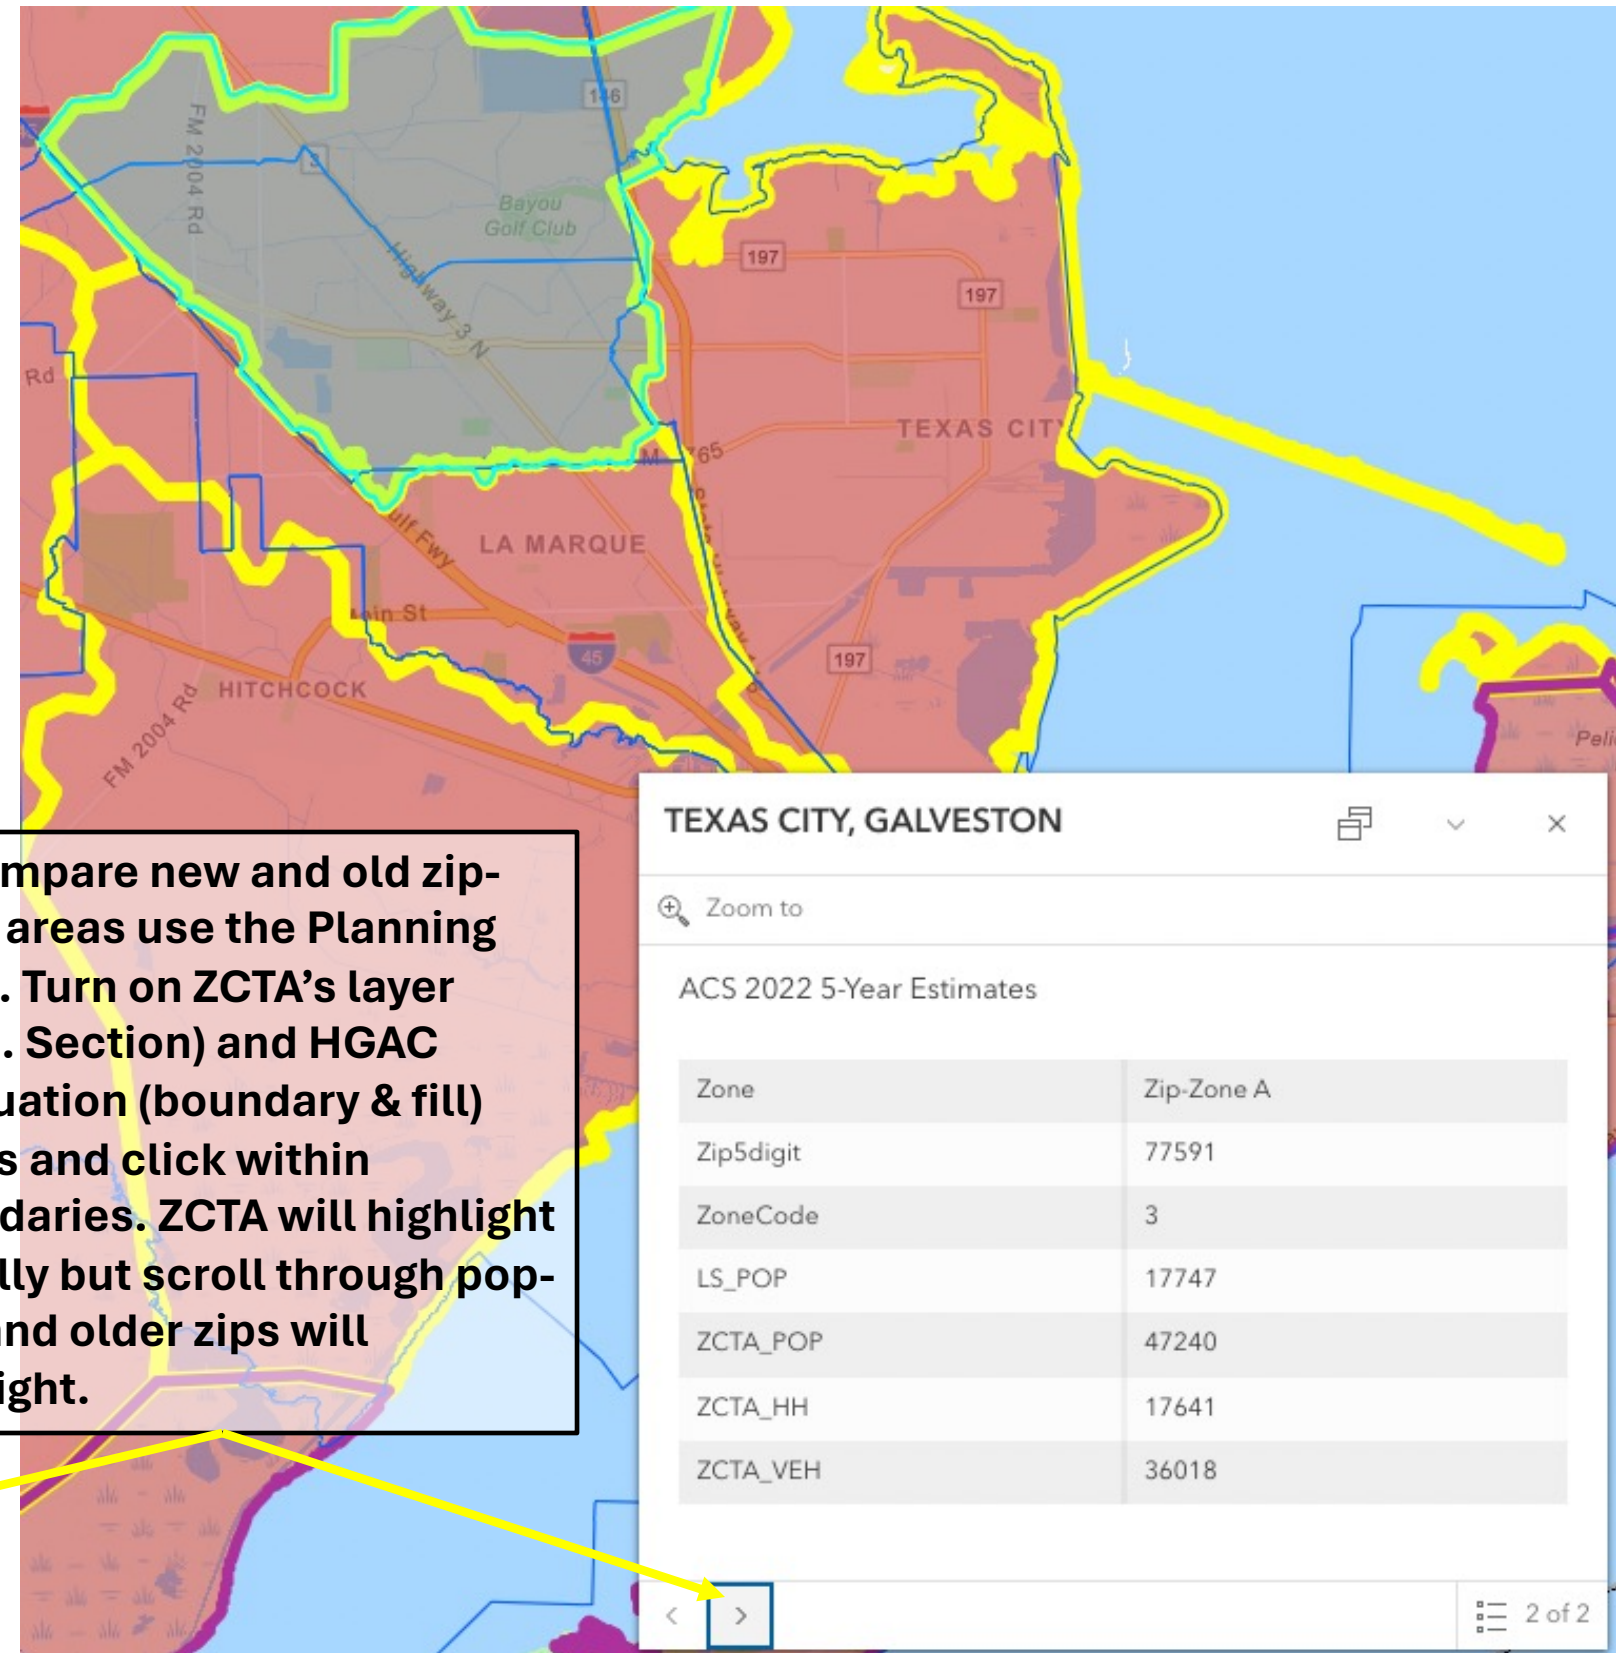 146
FM 2004 Rd
3
Bayou
Golf Club
Highway 3 N
197
197
Rd
TEXAS CITY
LA MARQUE
Gulf Fwy
Main St
45
197
HITCHCOCK
FM 2004 Rd
mpare new and old zip-
areas use the Planning
. Turn on ZCTA's layer
. Section) and HGAC
uation (boundary & fill)
s and click within
daries. ZCTA will highlight
lly but scroll through pop-
and older zips will
ight.
TEXAS CITY, GALVESTON
Zoom to
ACS 2022 5-Year Estimates
Zone Zip-Zone A
Zip5digit 77591
ZoneCode 3
LS_POP 17747
ZCTA_POP 47240
ZCTA_HH 17641
ZCTA_VEH 36018
2 of 2